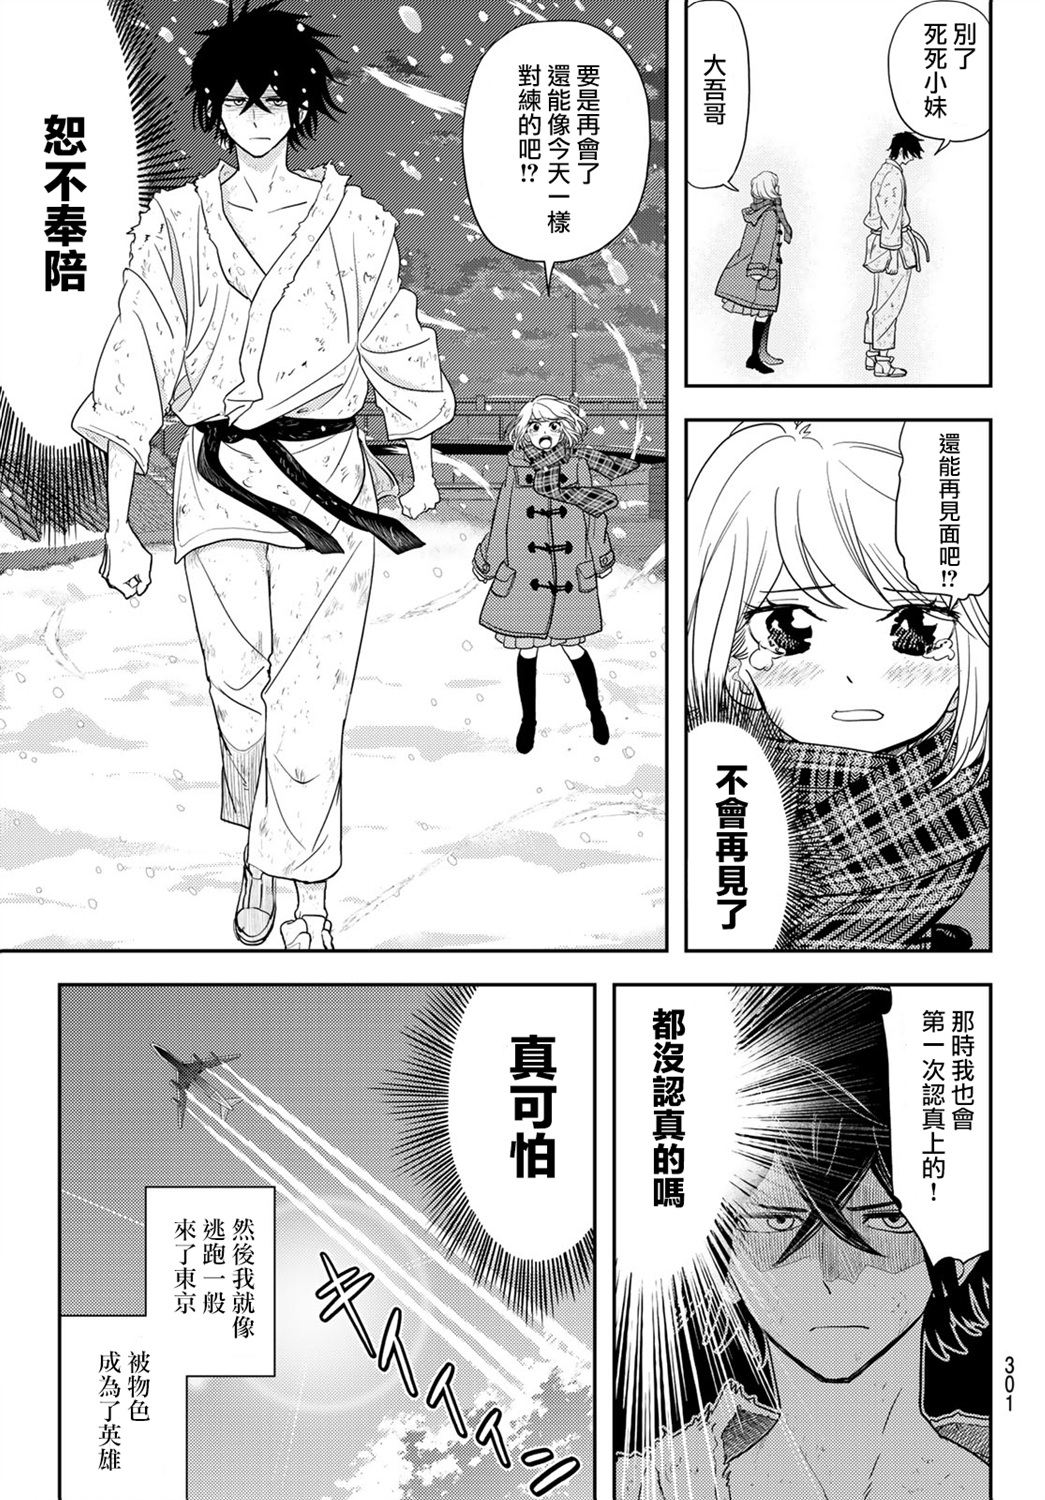 別了
死死小妹
大吾哥
還能再見面吧!?
不會再見了
要是再會了
還能像今天一樣
對練的吧!?
恕不奉陪
那時我也會
第一次認真上的！
都沒認真的嗎
真可怕
キィイィン
然後我就像
逃跑一般
來了東京
被物色
成為了英雄
301